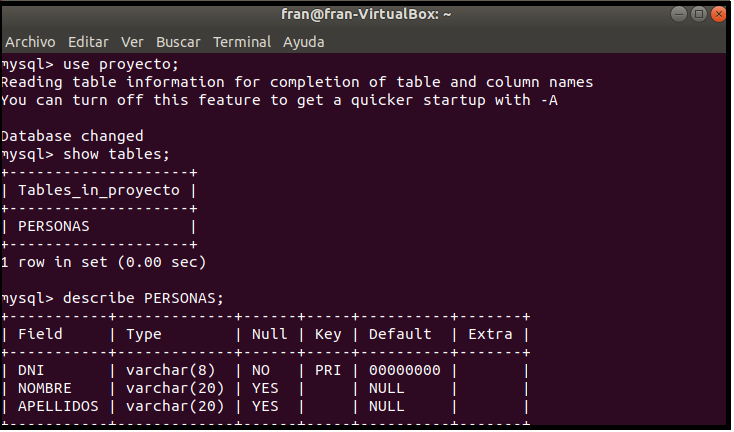 fran@fran-VirtualBox: ~
Archivo Editar Ver Buscar Terminal Ayuda
mysql> use proyecto;
Reading table information for completion of table and column names
You can turn off this feature to get a quicker startup with -A
Database changed
mysql> show tables;
+--------------------+
| Tables_in_proyecto |
+--------------------+
| PERSONAS           |
+--------------------+
1 row in set (0.00 sec)
mysql> describe PERSONAS;
+-----------+-------------+------+-----+----------+-------+
| Field     | Type        | Null | Key | Default  | Extra |
+-----------+-------------+------+-----+----------+-------+
| DNI       | varchar(8)  | NO   | PRI | 00000000 |       |
| NOMBRE    | varchar(20) | YES  |     | NULL     |       |
| APELLIDOS | varchar(20) | YES  |     | NULL     |       |
+-----------+-------------+------+-----+----------+-------+